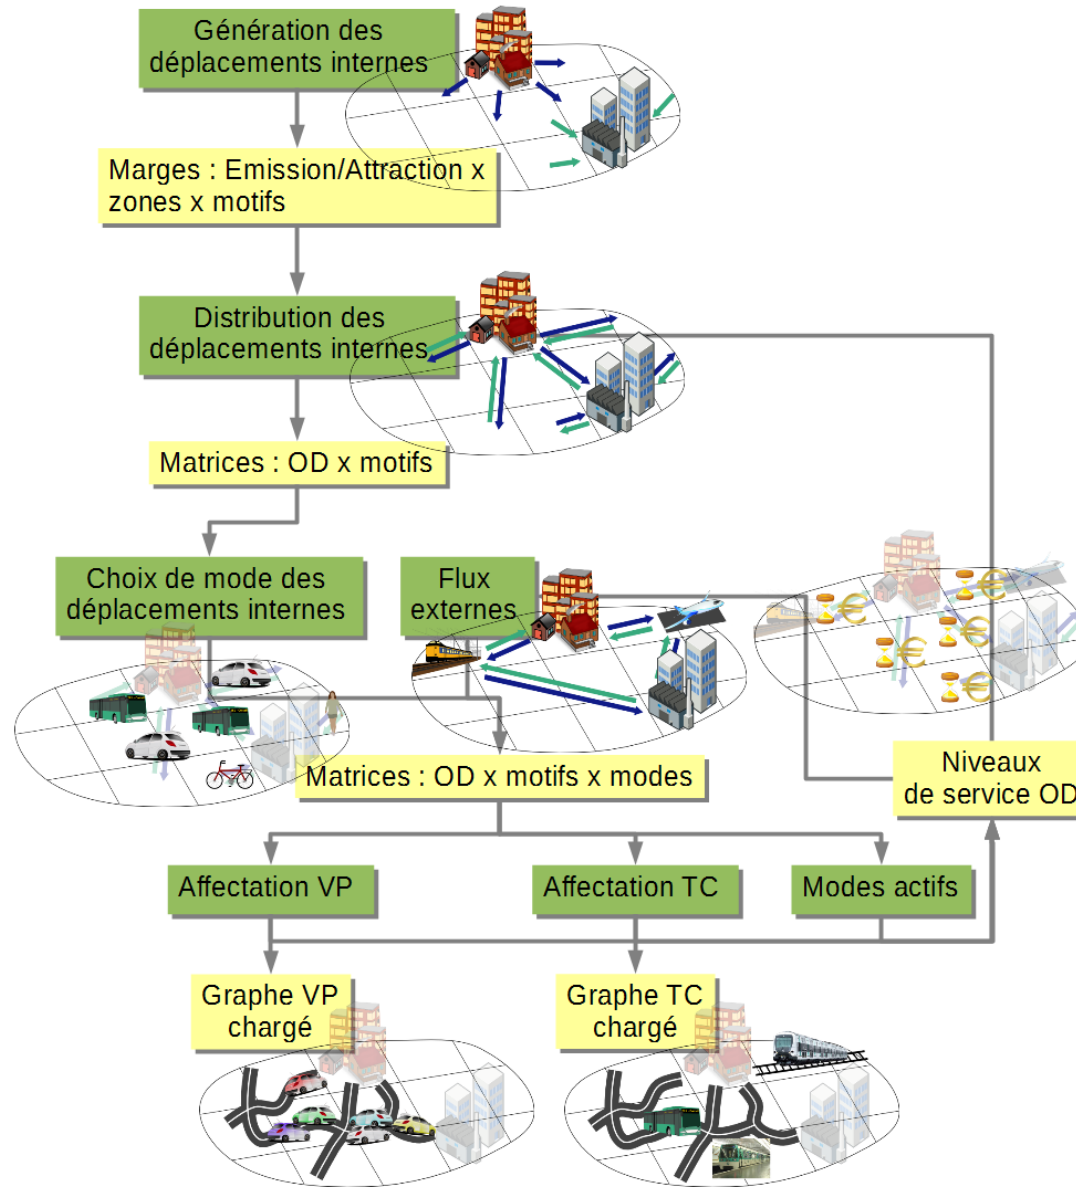 Génération des
déplacements internes
Marges : Emission/Attraction x
zones x motifs
Distribution des
déplacements internes
Matrices : OD x motifs
Choix de mode des
déplacements internes
Flux
externes
Matrices : OD x motifs x modes
Niveaux
de service OD
Affectation VP
Affectation TC
Modes actifs
Graphe VP
chargé
Graphe TC
chargé